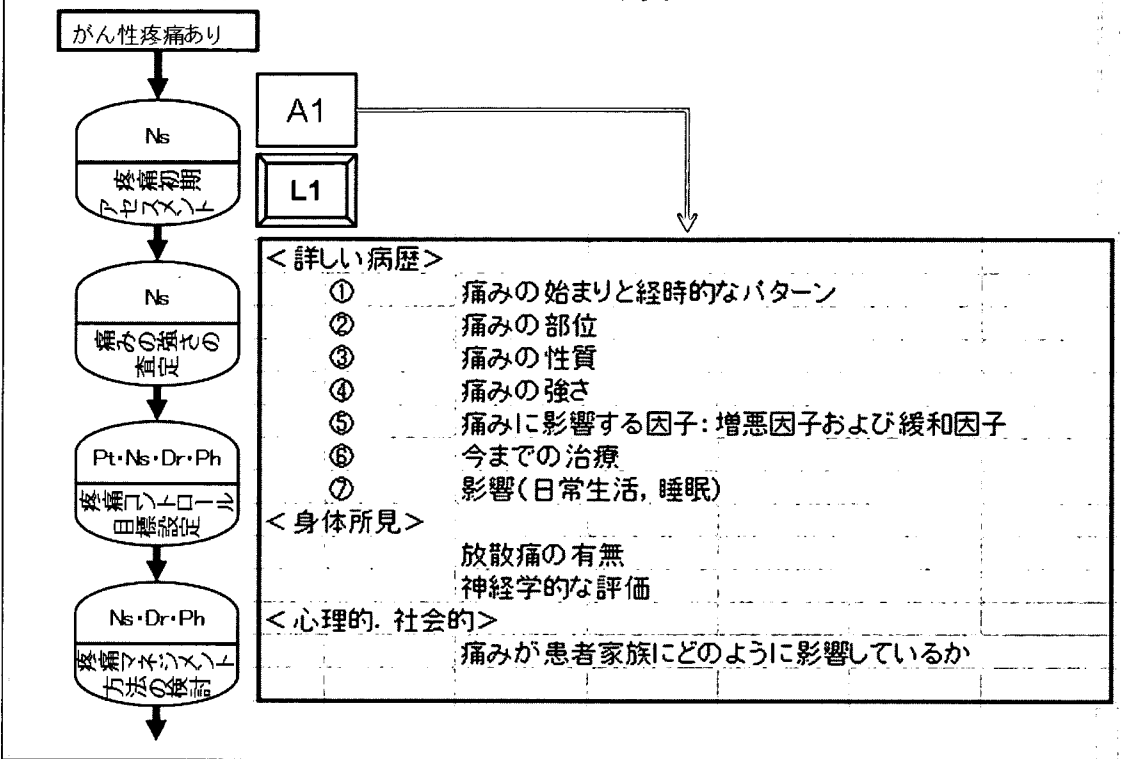 がん性疼痛あり
Ns
疼痛初期
アセスメント
A1
L1
Ns
痛みの強さの
査定
Pt・Ns・Dr・Ph
疼痛コントロール
目標設定
Ns・Dr・Ph
疼痛マネジメント
方法の検討
<詳しい病歴>
① 痛みの始まりと経時的なパターン
② 痛みの部位
③ 痛みの性質
④ 痛みの強さ
⑤ 痛みに影響する因子:増悪因子および緩和因子
⑥ 今までの治療
⑦ 影響(日常生活,睡眠)
<身体所見>
放散痛の有無
神経学的な評価
<心理的.社会的>
痛みが患者家族にどのように影響しているか